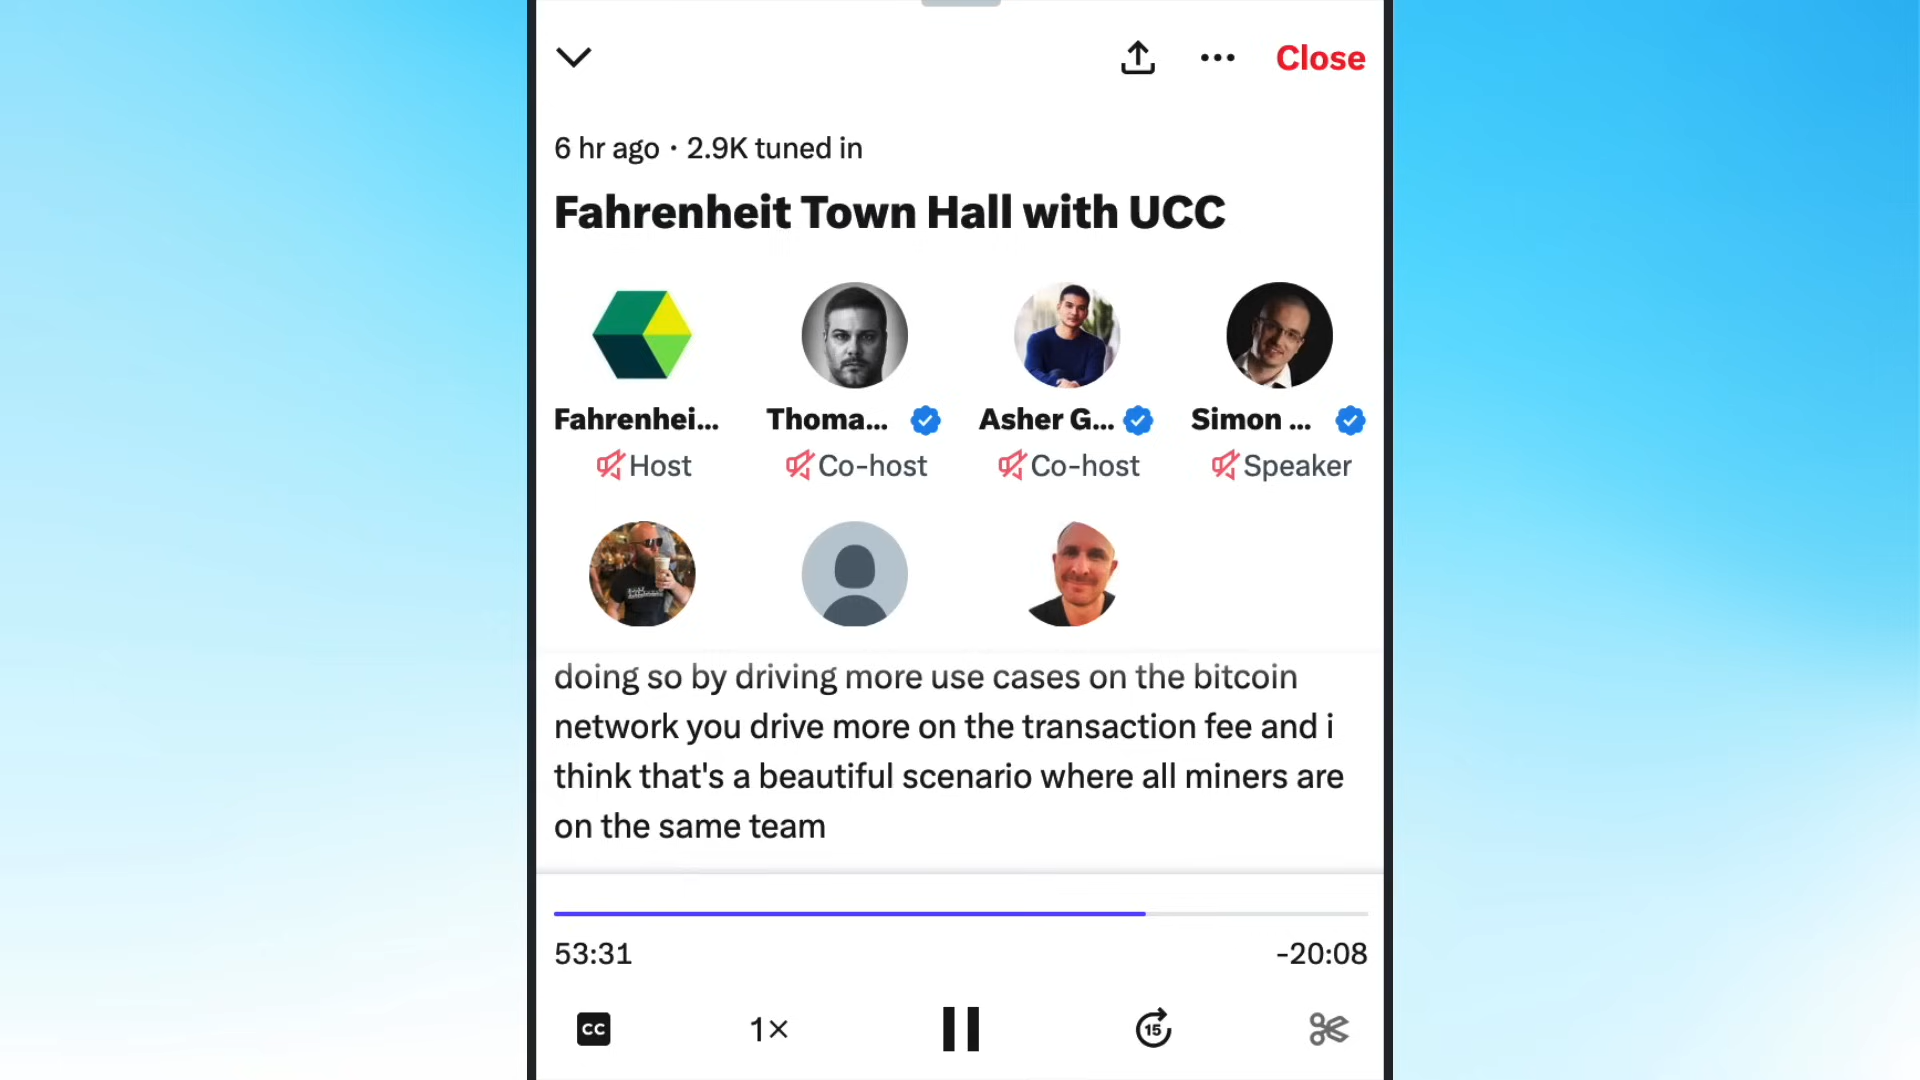 Close
6 hr ago · 2.9K tuned in
Fahrenheit Town Hall with UCC
Fahrenhei... Thoma... Asher G... Simon ...
Host Co-host Co-host Speaker
doing so by driving more use cases on the bitcoin
network you drive more on the transaction fee and i
think that's a beautiful scenario where all miners are
on the same team
53:31 -20:08
CC 1× 15